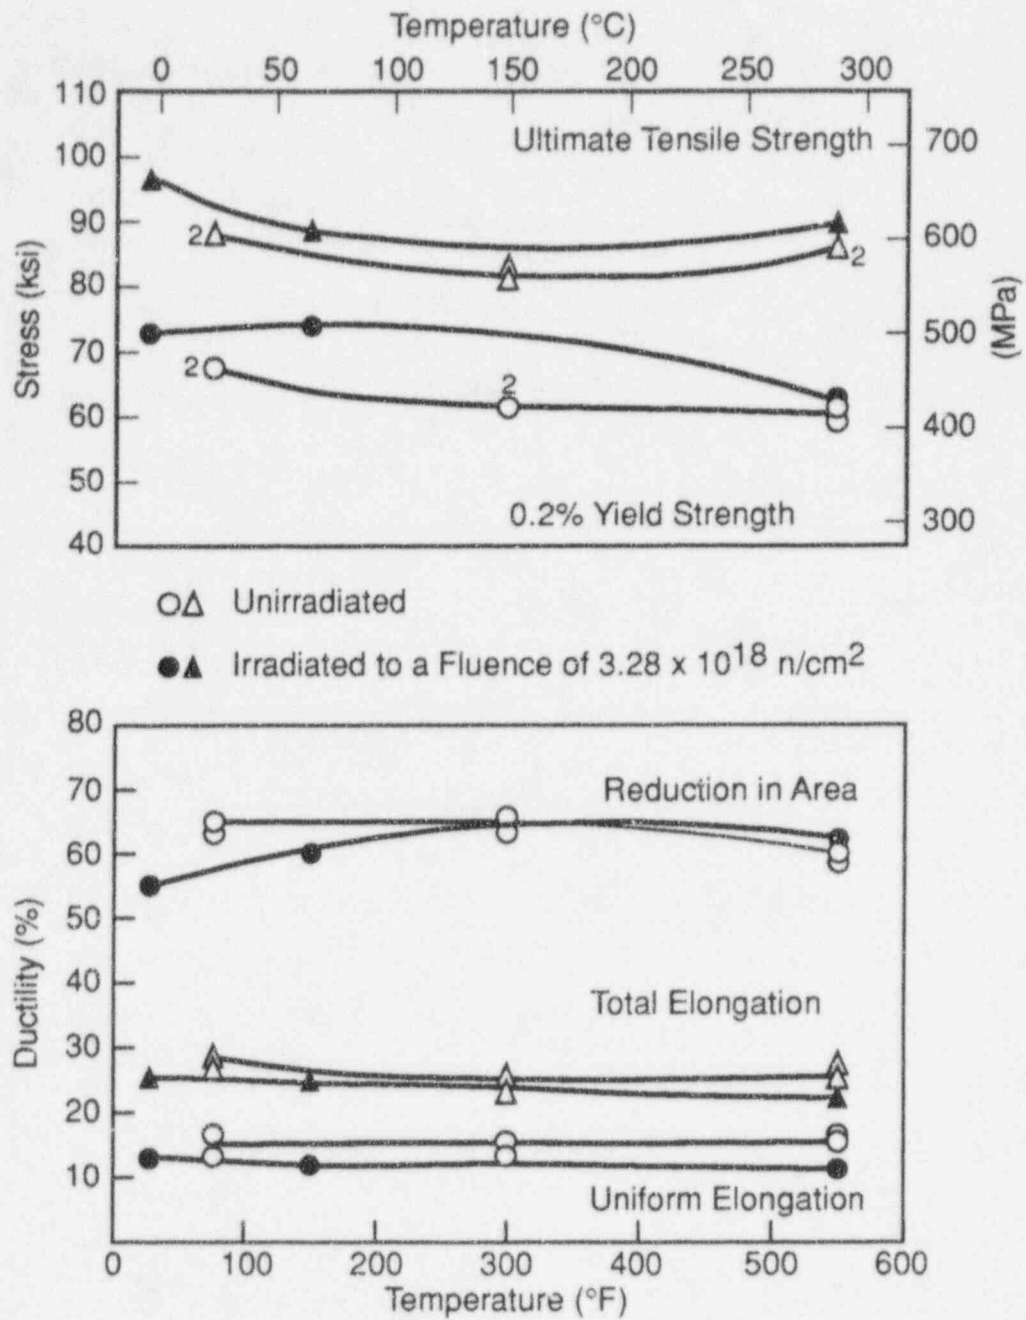 Temperature (°C)
0 50 100 150 200 250 300
110
100
90
80
70
60
50
40
Stress (ksi)
Ultimate Tensile Strength
700
600
500
400
300
(MPa)
2
2
2
2
0.2% Yield Strength
○△ Unirradiated
●▲ Irradiated to a Fluence of 3.28 x 10¹⁸ n/cm²
80
70
60
50
40
30
20
10
Ductility (%)
Reduction in Area
Total Elongation
Uniform Elongation
0 100 200 300 400 500 600
Temperature (°F)